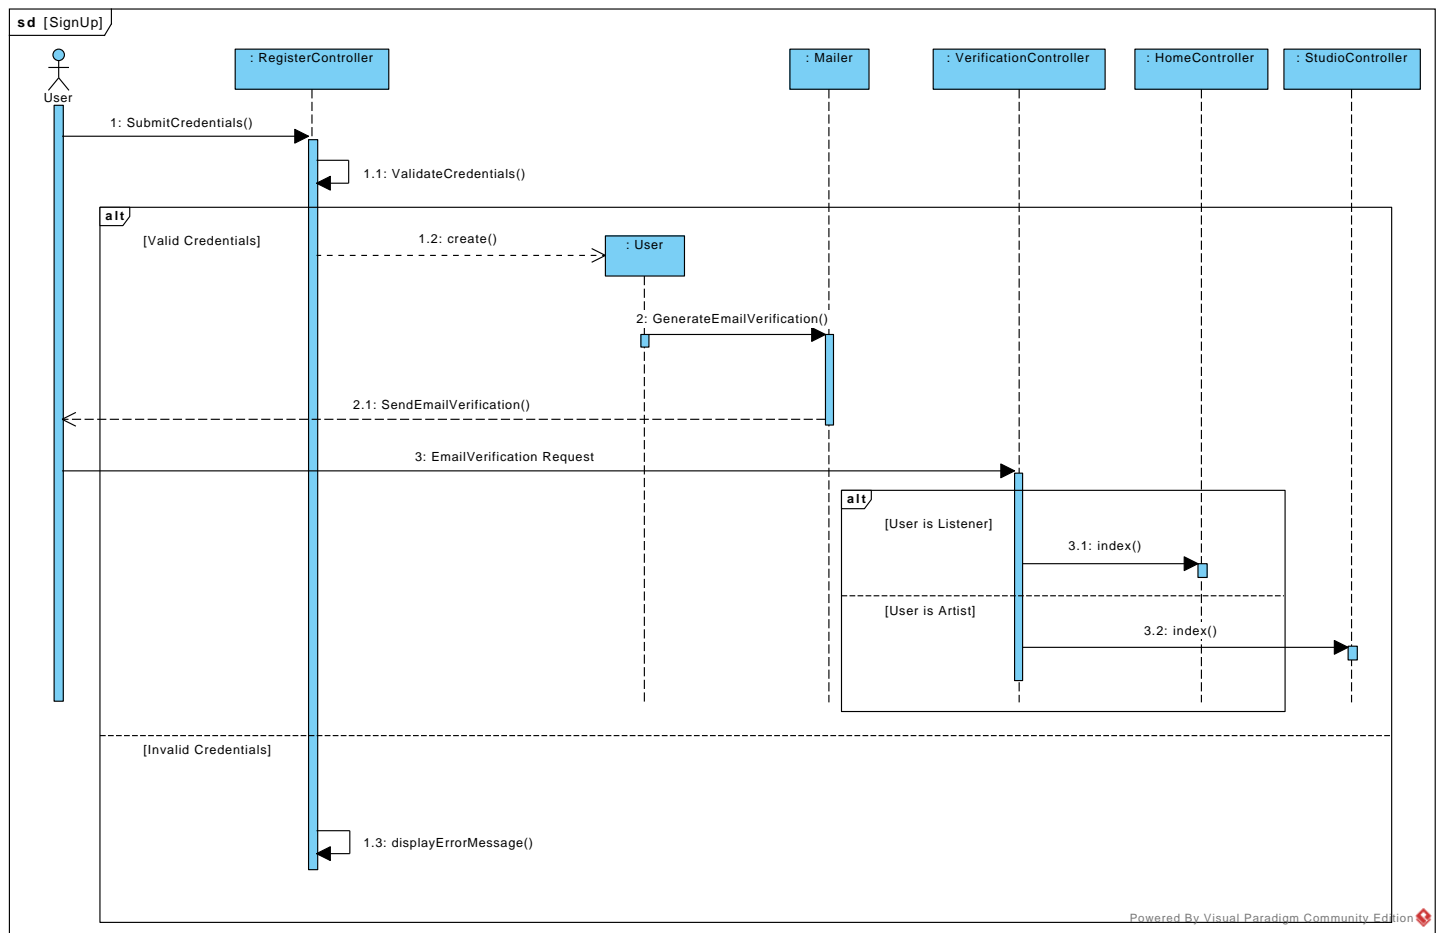 sd [SignUp]
: RegisterController
: Mailer
: VerificationController
: HomeController
: StudioController
User
1: SubmitCredentials()
1.1: ValidateCredentials()
alt
[Valid Credentials]
1.2: create()
: User
2: GenerateEmailVerification()
2.1: SendEmailVerification()
3: EmailVerification Request
alt
[User is Listener]
3.1: index()
[User is Artist]
3.2: index()
[Invalid Credentials]
1.3: displayErrorMessage()
Powered By Visual Paradigm Community Edition